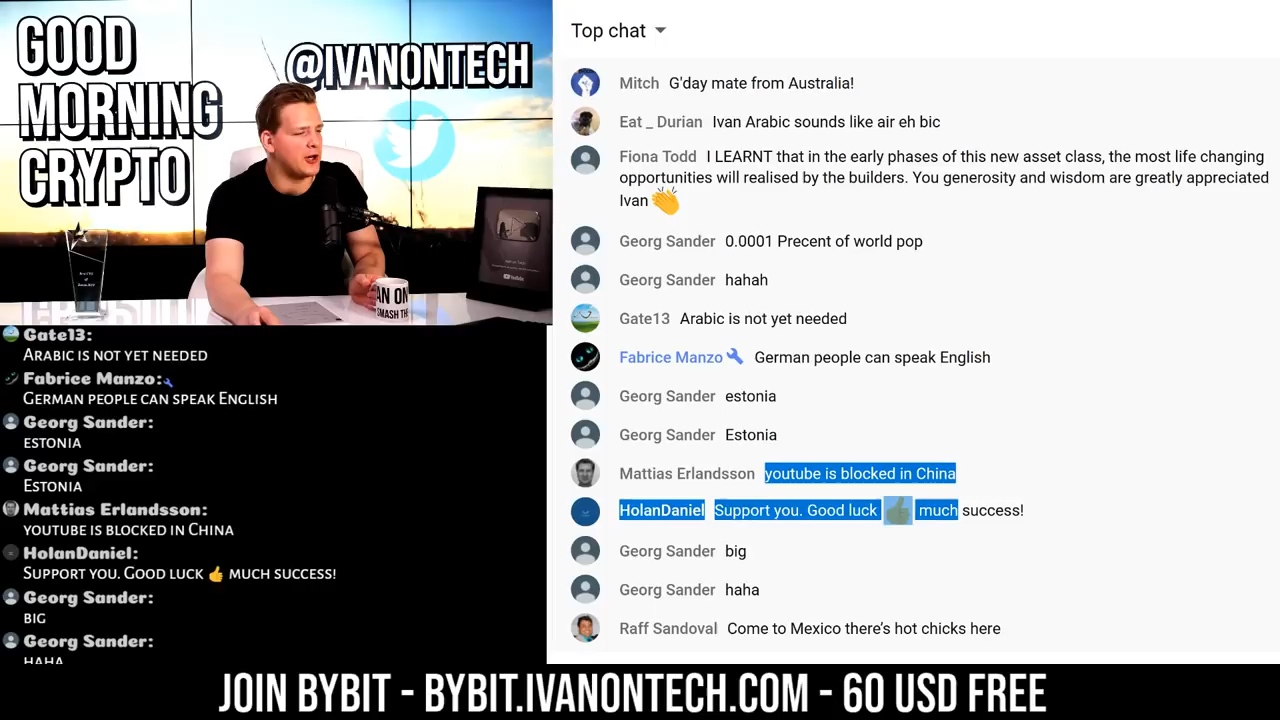 GOOD
MORNING
CRYPTO
@IVANONTECH
AN ON
SMASH THE
YouTube
Gate13:
ARABIC IS NOT YET NEEDED
Fabrice Manzo:
GERMAN PEOPLE CAN SPEAK ENGLISH
Georg Sander:
ESTONIA
Georg Sander:
ESTONIA
Mattias Erlandsson:
YOUTUBE IS BLOCKED IN CHINA
HolanDaniel:
SUPPORT YOU. GOOD LUCK 👍 MUCH SUCCESS!
Georg Sander:
BIG
Georg Sander:
HAHA
Top chat
Mitch G'day mate from Australia!
Eat _ Durian Ivan Arabic sounds like air eh bic
Fiona Todd I LEARNT that in the early phases of this new asset class, the most life changing
opportunities will realised by the builders. You generosity and wisdom are greatly appreciated
Ivan 👏
Georg Sander 0.0001 Precent of world pop
Georg Sander hahah
Gate13 Arabic is not yet needed
Fabrice Manzo German people can speak English
Georg Sander estonia
Georg Sander Estonia
Mattias Erlandsson youtube is blocked in China
HolanDaniel Support you. Good luck 👍 much success!
Georg Sander big
Georg Sander haha
Raff Sandoval Come to Mexico there's hot chicks here
JOIN BYBIT - BYBIT.IVANONTECH.COM - 60 USD FREE